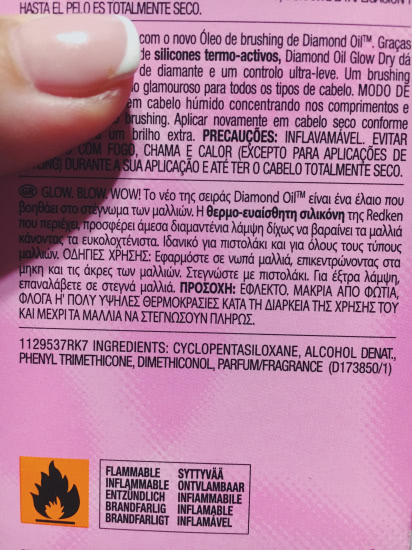 HASTA EL PELO ES TOTALMENTE SECO.
com o novo Óleo de brushing de Diamond Oil™. Graças
de silicones termo-activos, Diamond Oil Glow Dry dá
de diamante e um controlo ultra-leve. Um brushing
glamouroso para todos os tipos de cabelo. MODO DE
em cabelo húmido concentrando nos comprimentos e
brushing. Aplicar novamente em cabelo seco conforme
um brilho extra. PRECAUÇÕES: INFLAVAMÁVEL. EVITAR
COM FOGO, CHAMA E CALOR (EXCEPTO PARA APLICAÇÕES DE
DURANTE A SUA APLICAÇÃO E ATÉ TER O CABELO TOTALMENTE SECO.
GR GLOW. BLOW. WOW! Το νέο της σειράς Diamond Oil™ είναι ένα έλαιο που
βοηθάει στο στέγνωμα των μαλλιών. Η θερμο-ευαίσθητη σιλικόνη της Redken
που περιέχει, προσφέρει άμεσα διαμαντένια λάμψη δίχως να βαραίνει τα μαλλιά
κάνοντας τα ευκολοχτένιστα. Ιδανικό για πιστολάκι και για όλους τους τύπους
μαλλιών. ΟΔΗΓΙΕΣ ΧΡΗΣΗΣ: Εφαρμόστε σε νωπά μαλλιά, επικεντρώνοντας στα
μήκη και τις άκρες των μαλλιών. Στεγνώστε με πιστολάκι. Για έξτρα λάμψη,
επαναλάβετε σε στεγνά μαλλιά. ΠΡΟΣΟΧΗ: ΕΦΛΕΚΤΟ. ΜΑΚΡΙΑ ΑΠΟ ΦΩΤΙΑ,
ΦΛΟΓΑ Η' ΠΟΛΥ ΥΨΗΛΕΣ ΘΕΡΜΟΚΡΑΣΙΕΣ ΚΑΤΑ ΤΗ ΔΙΑΡΚΕΙΑ ΤΗΣ ΧΡΗΣΗΣ ΤΟΥ
ΚΑΙ ΜΕΧΡΙ ΤΑ ΜΑΛΛΙΑ ΝΑ ΣΤΕΓΝΩΣΟΥΝ ΠΛΗΡΩΣ.
1129537RK7 INGREDIENTS: CYCLOPENTASILOXANE, ALCOHOL DENAT.,
PHENYL TRIMETHICONE, DIMETHICONOL, PARFUM/FRAGRANCE (D173850/1)
FLAMMABLE SYTTYVÄÄ
INFLAMMABLE ONTVLAMBAAR
ENTZÜNDLICH INFIAMMABILE
BRANDFARLIG INFLAMABLE
BRANDFARLIGT INFLAMÁVEL